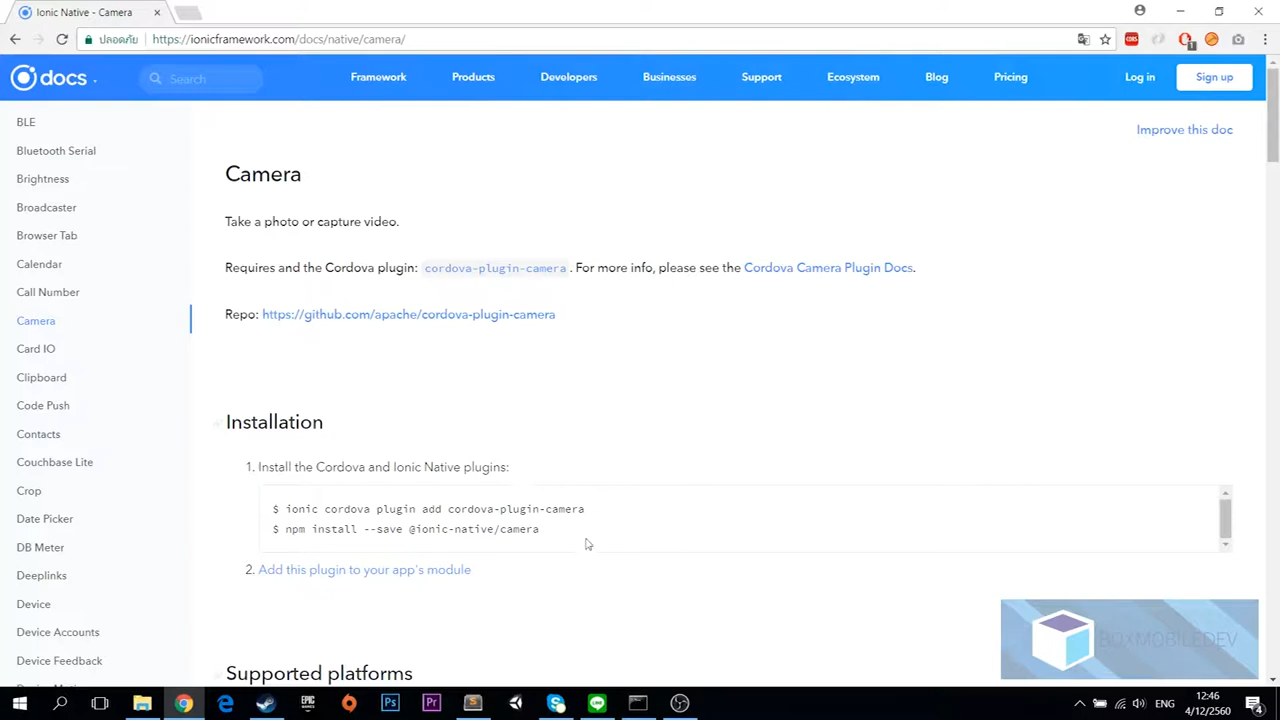 Ionic Native - Camera
ปลอดภัย
https://ionicframework.com/docs/native/camera/
CORS
1
docs
Search
Framework
Products
Developers
Businesses
Support
Ecosystem
Blog
Pricing
Log in
Sign up
BLE
Bluetooth Serial
Brightness
Broadcaster
Browser Tab
Calendar
Call Number
Camera
Card IO
Clipboard
Code Push
Contacts
Couchbase Lite
Crop
Date Picker
DB Meter
Deeplinks
Device
Device Accounts
Device Feedback
Improve this doc
Camera
Take a photo or capture video.
Requires and the Cordova plugin: cordova-plugin-camera. For more info, please see the Cordova Camera Plugin Docs.
Repo: https://github.com/apache/cordova-plugin-camera
Installation
1. Install the Cordova and Ionic Native plugins:
$ ionic cordova plugin add cordova-plugin-camera
$ npm install --save @ionic-native/camera
2. Add this plugin to your app's module
Supported platforms
BOXMOBILEDEV
EPIC
GAMES
Ps
Pr
S
ENG
12:46
4/12/2560
4